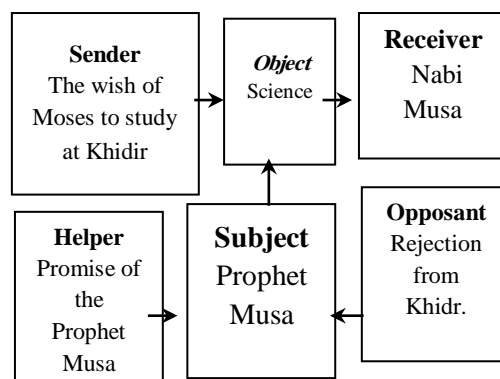 Sender
The wish of
Moses to study
at Khidir
Object
Science
Receiver
Nabi
Musa
Helper
Promise of
the
Prophet
Musa
Subject
Prophet
Musa
Opposant
Rejection
from
Khidr.